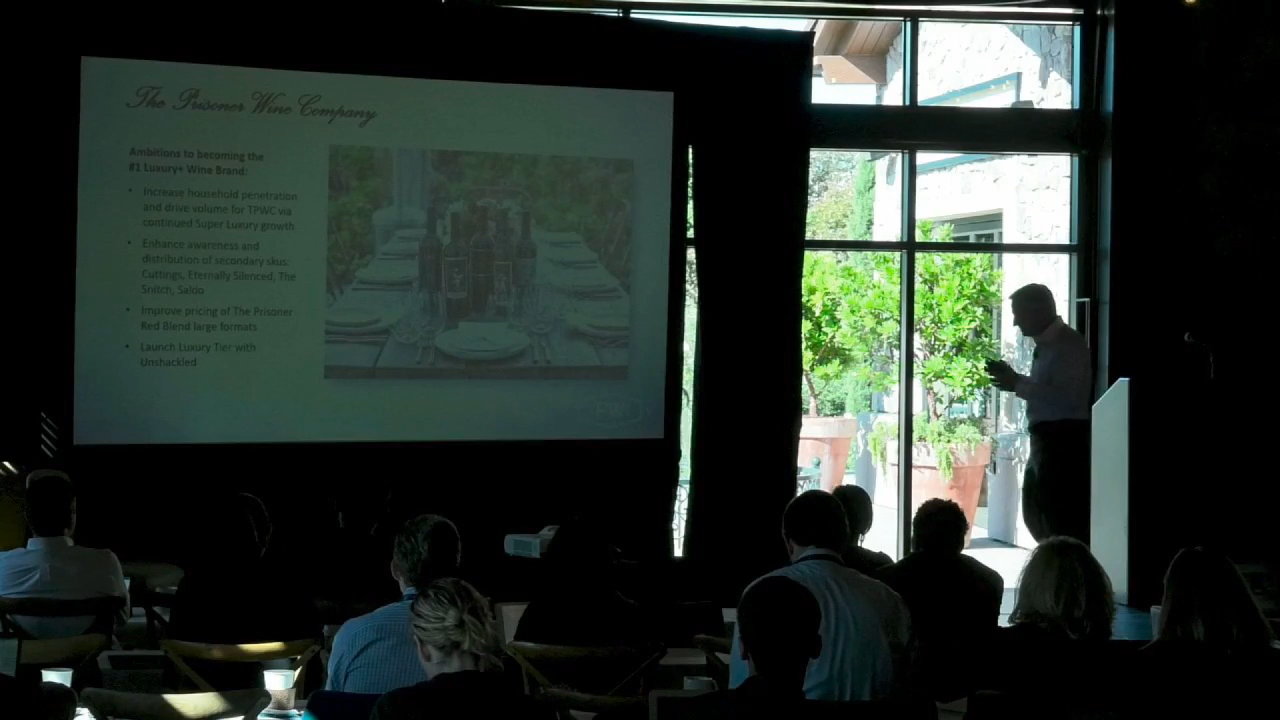 The Prisoner Wine Company
Ambitions to becoming the
#1 Luxury+ Wine Brand:
• Increase household penetration
and drive volume for TPWC via
continued Super Luxury growth
• Enhance awareness and
distribution of secondary skus:
Cuttings, Eternally Silenced, The
Snitch, Saldo
• Improve pricing of The Prisoner
Red Blend large formats
• Launch Luxury Tier with
Unshackled